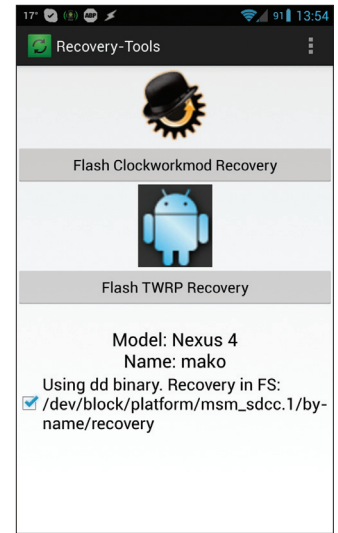 17°
ABP
91
13:54
Recovery-Tools
Flash Clockworkmod Recovery
Flash TWRP Recovery
Model: Nexus 4
Name: mako
Using dd binary. Recovery in FS:
/dev/block/platform/msm_sdcc.1/by-
name/recovery